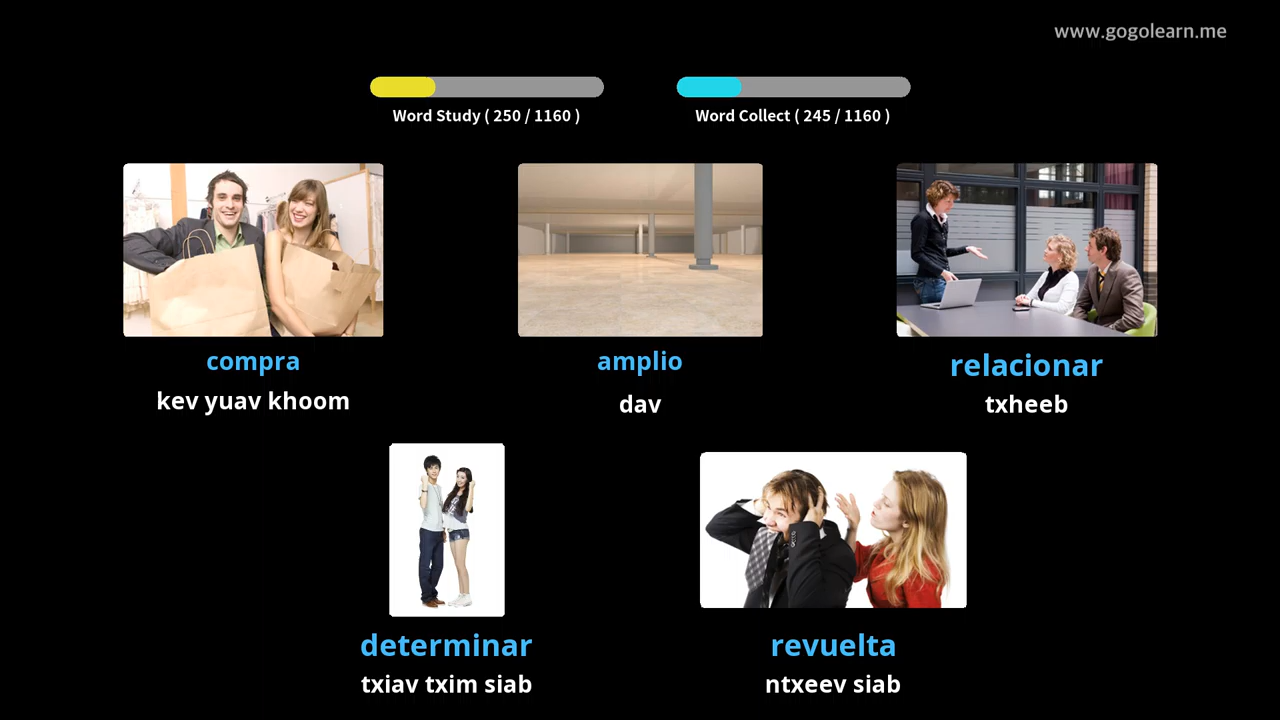 www.gogolearn.me
Word Study ( 250 / 1160 )
Word Collect ( 245 / 1160 )
compra
kev yuav khoom
amplio
dav
relacionar
txheeb
determinar
txiav txim siab
revuelta
ntxeev siab